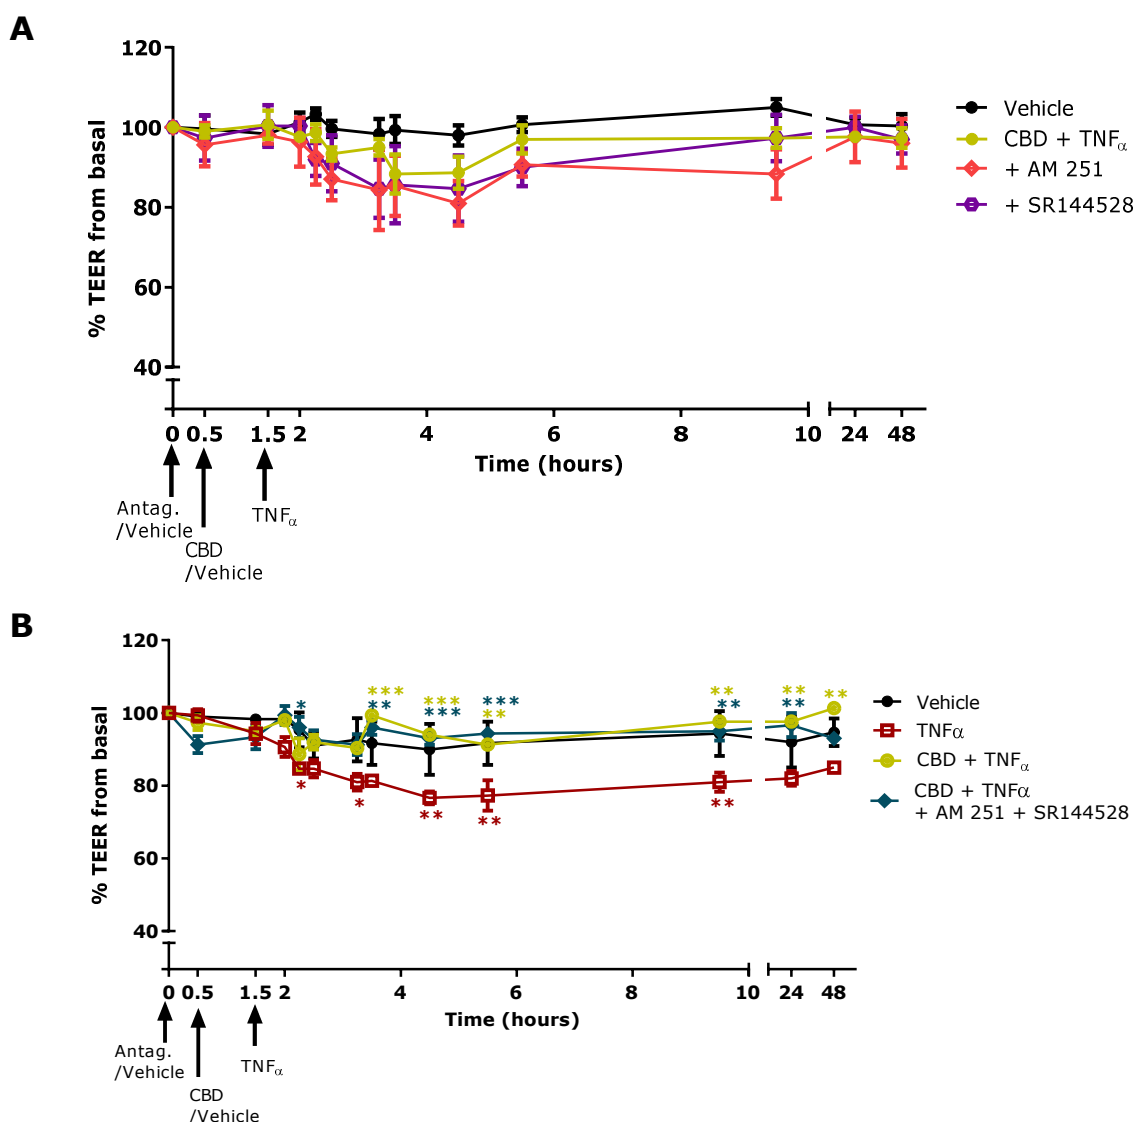 A
120
100
80
60
40
% TEER from basal
0 0.5 1.5 2 4 6 8 10 24 48
Time (hours)
Antag.
/Vehicle
CBD
/Vehicle
TNFα
Vehicle
CBD + TNFα
+ AM 251
+ SR144528
B
120
100
80
60
40
% TEER from basal
* *** ** *** *** *** ** ** ** ** ** **
* * ** ** **
0 0.5 1.5 2 4 6 8 10 24 48
Time (hours)
Antag.
/Vehicle
CBD
/Vehicle
TNFα
Vehicle
TNFα
CBD + TNFα
CBD + TNFα
+ AM 251 + SR144528